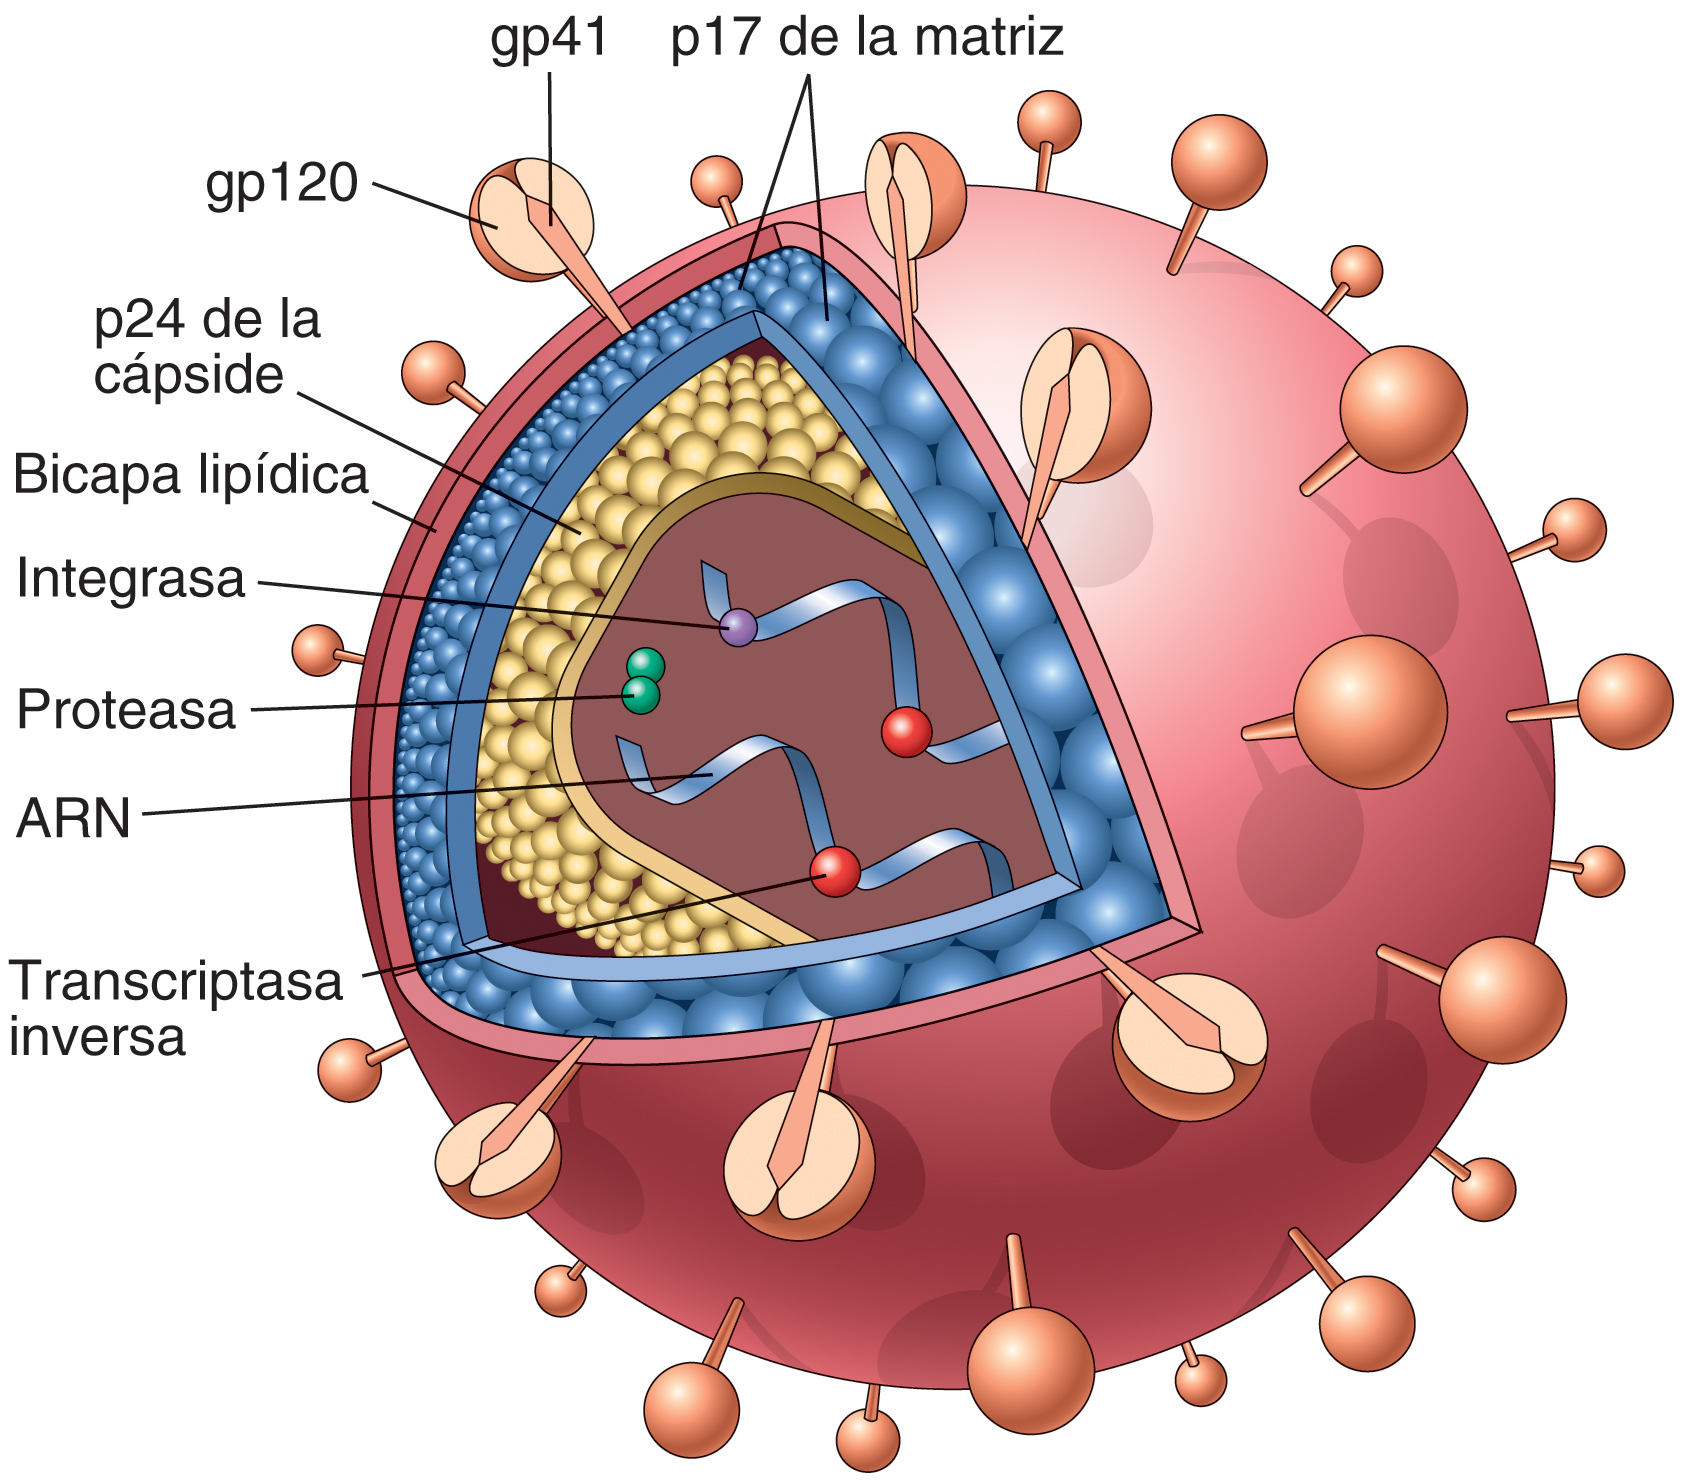 gp41
p17 de la matriz
gp120
p24 de la
cápside
Bicapa lipídica
Integrasa
Proteasa
ARN
Transcriptasa
inversa